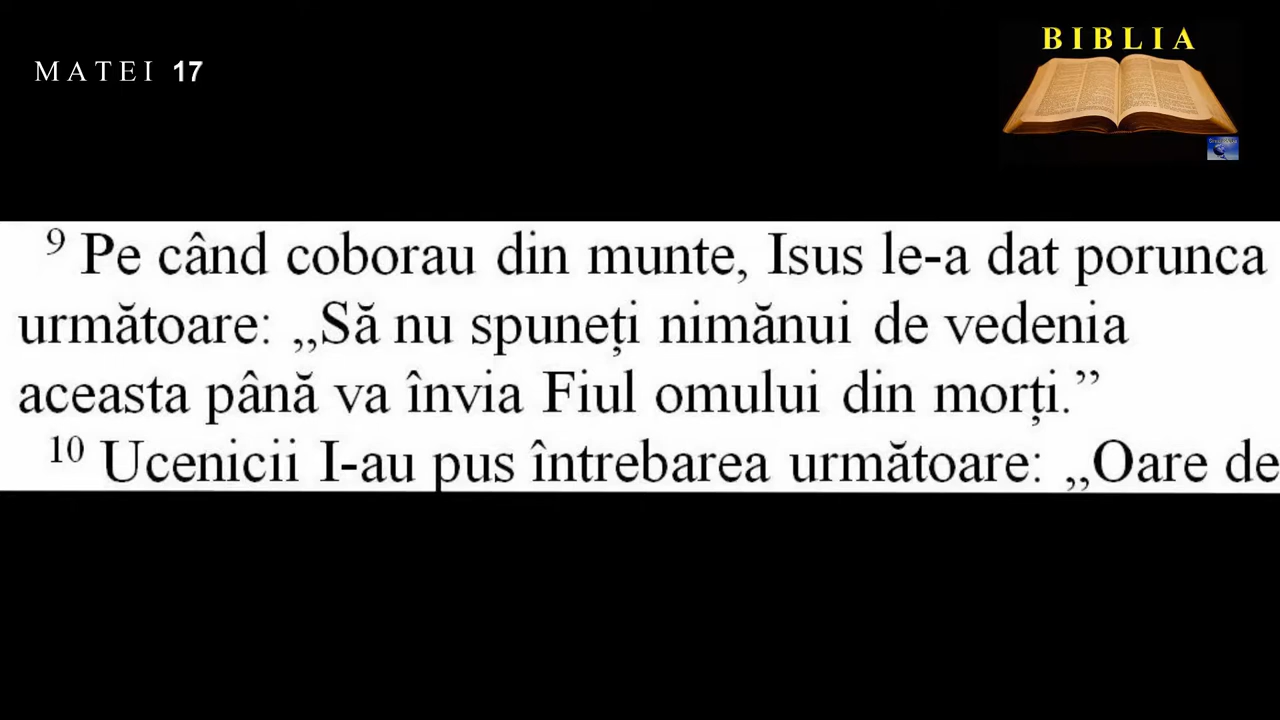 BIBLIA
MATEI 17
9 Pe când coborau din munte, Isus le-a dat porunca
următoare: „Să nu spuneți nimănui de vedenia
aceasta până va învia Fiul omului din morți.”
10 Ucenicii I-au pus întrebarea următoare: „Oare de